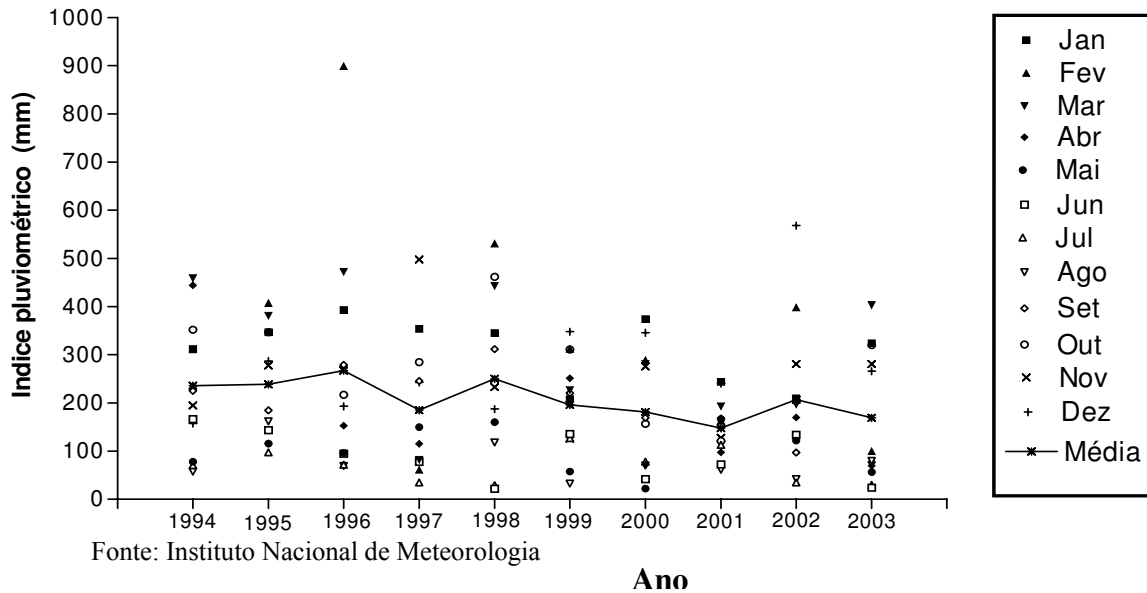 Indice pluviométrico (mm)
1000
900
800
700
600
500
400
300
200
100
0
1994 1995 1996 1997 1998 1999 2000 2001 2002 2003
Fonte: Instituto Nacional de Meteorologia
Ano
Jan
Fev
Mar
Abr
Mai
Jun
Jul
Ago
Set
Out
Nov
Dez
Média